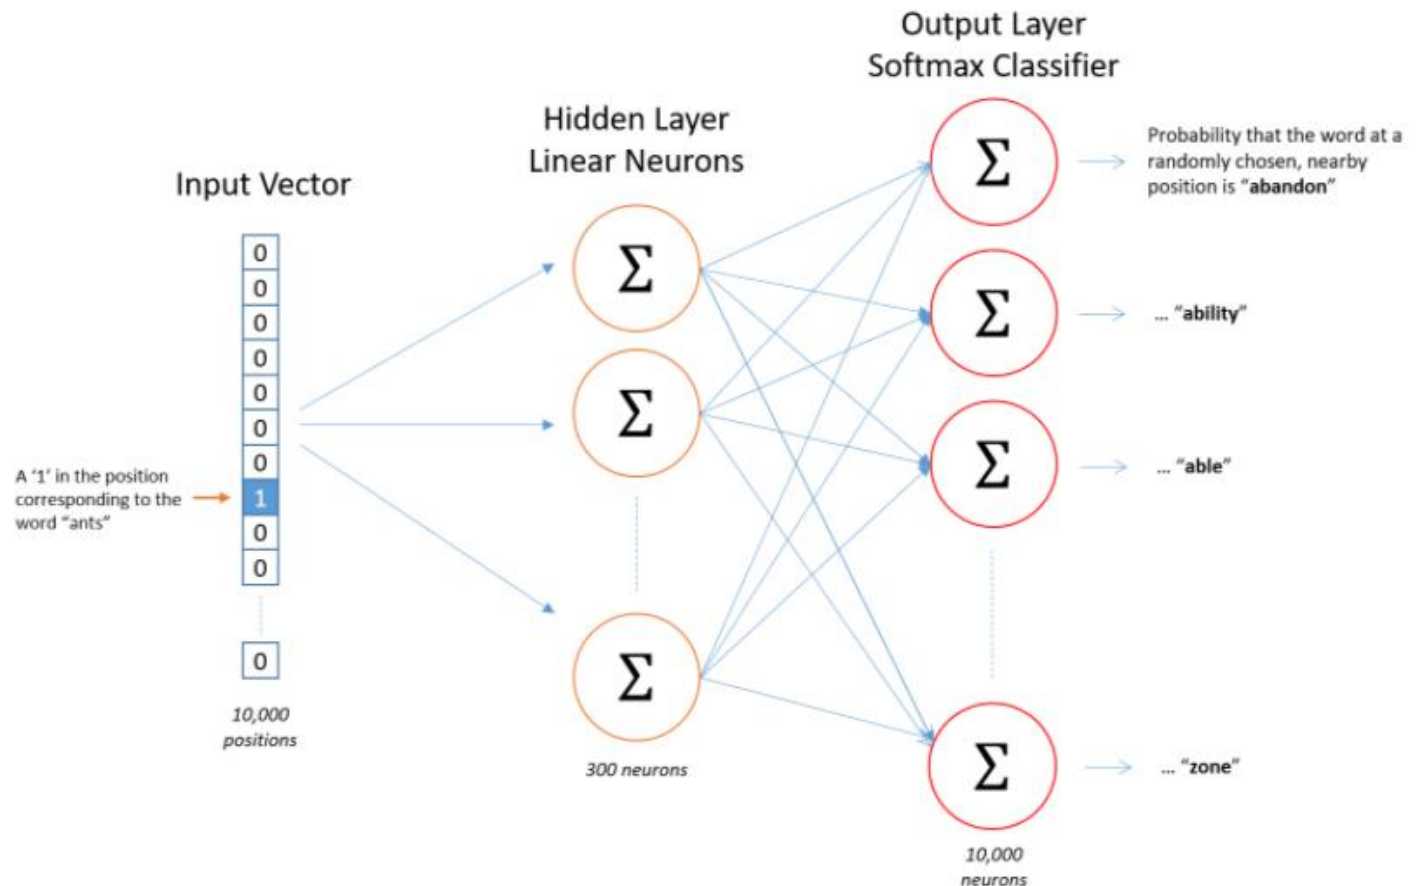 Output Layer
Softmax Classifier
Hidden Layer
Linear Neurons
Input Vector
0
0
0
0
0
0
0
1
0
0
0
A ‘1’ in the position
corresponding to the
word “ants”
10,000
positions
Σ
Σ
Σ
300 neurons
Σ
Σ
Σ
Σ
10,000
neurons
Probability that the word at a
randomly chosen, nearby
position is “abandon”
... “ability”
... “able”
... “zone”